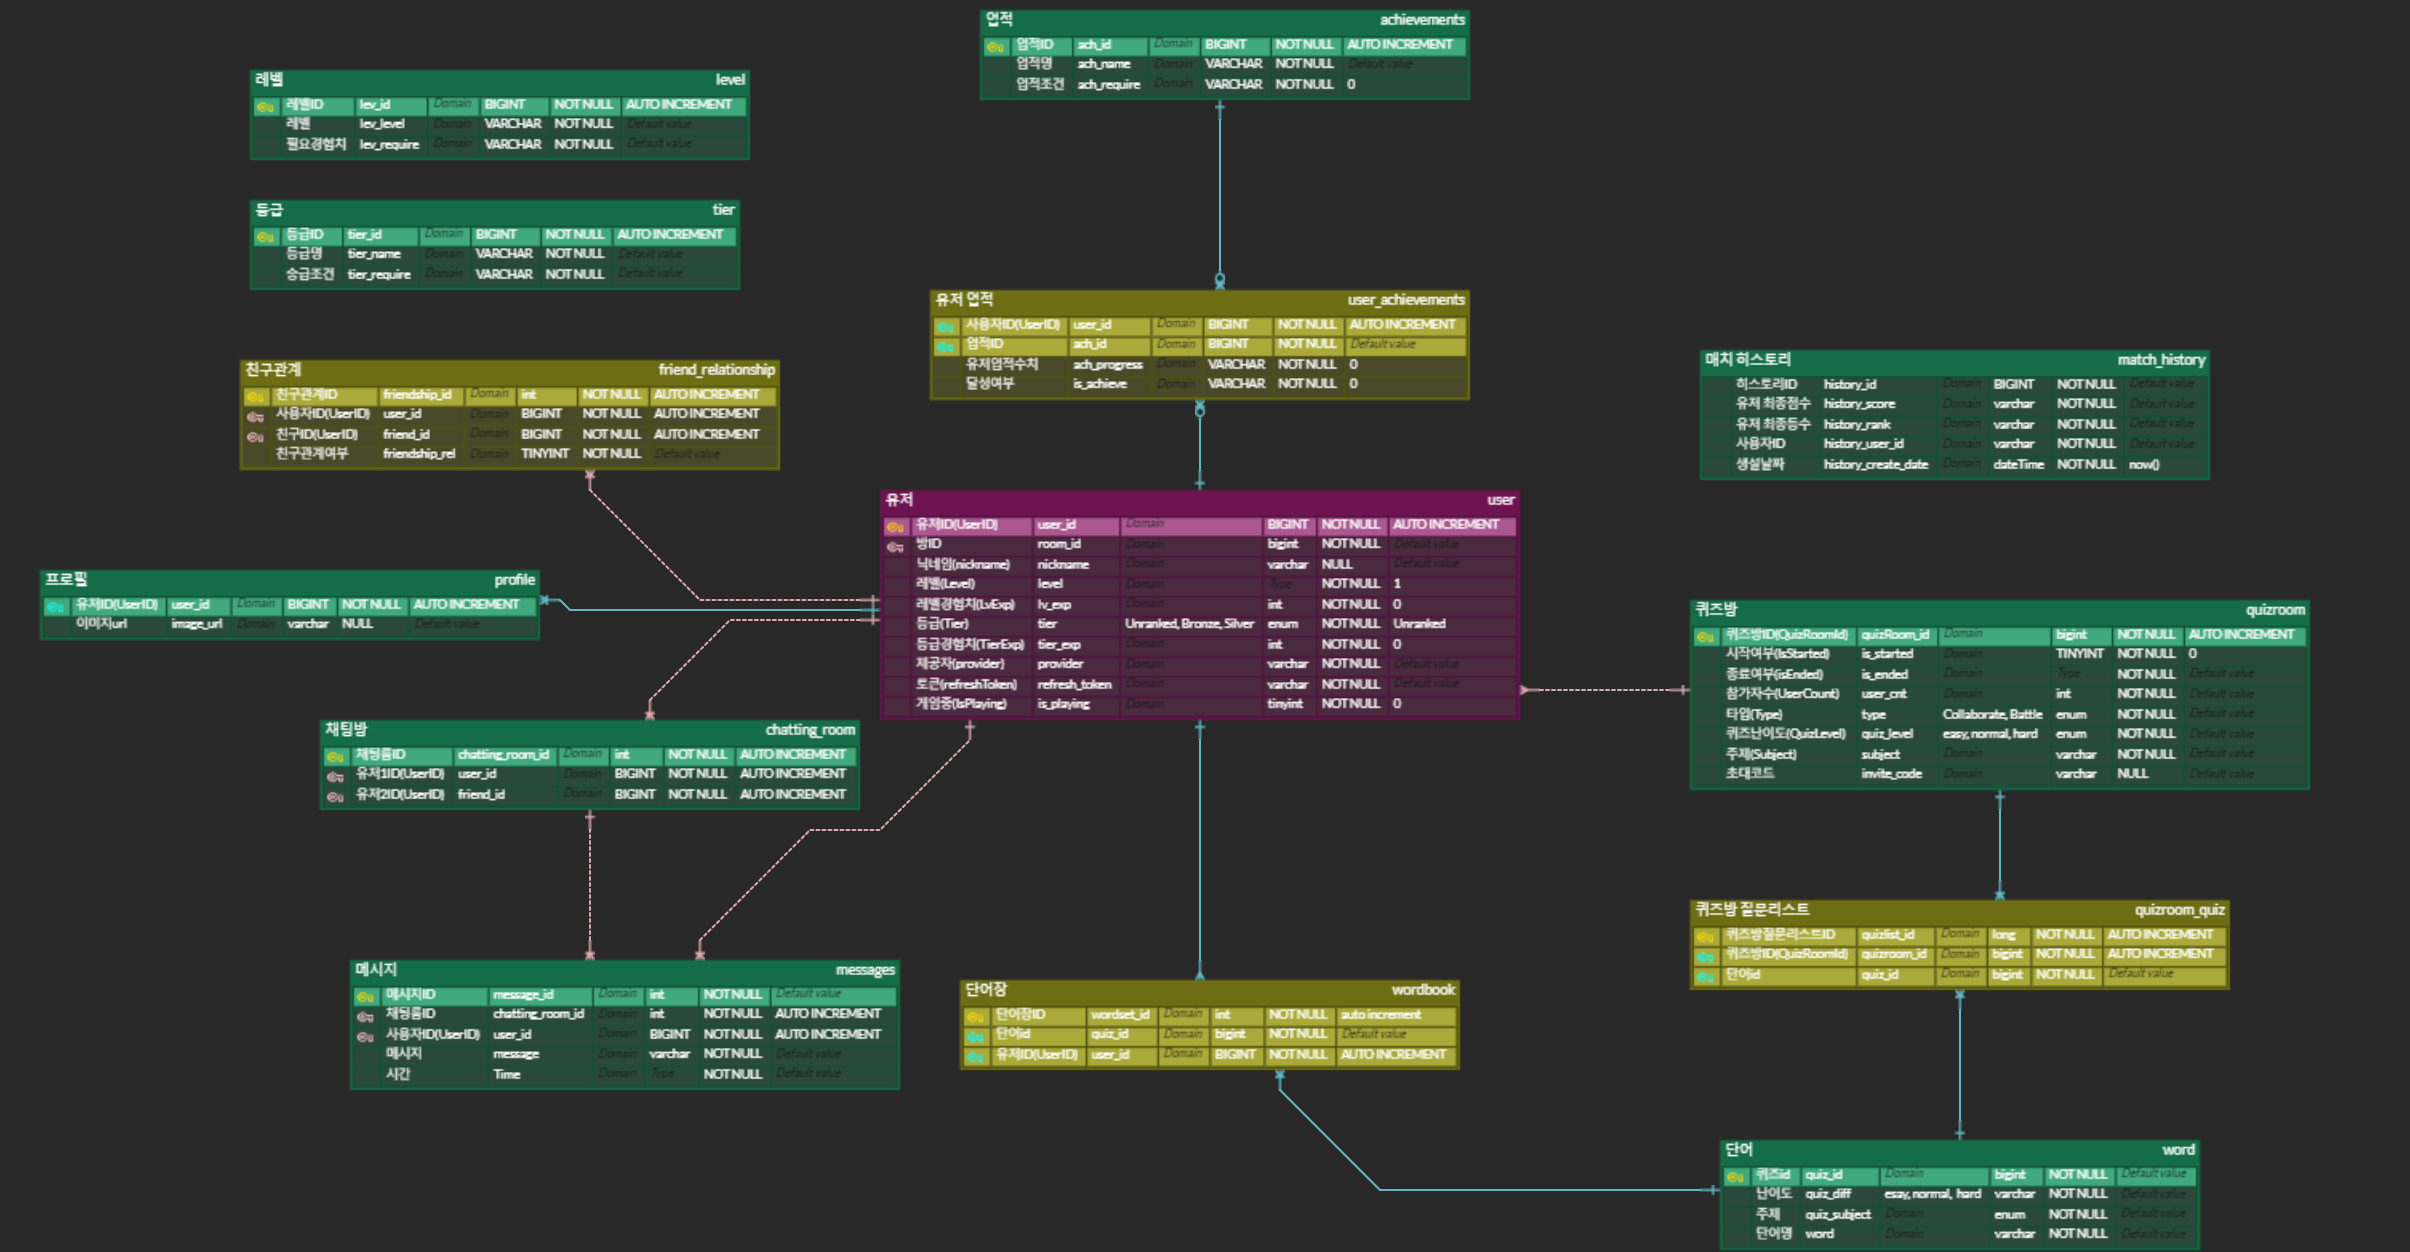 업적 achievements
업적ID ach_id Domain BIGINT NOT NULL AUTO INCREMENT
업적명 ach_name Domain VARCHAR NOT NULL Default value
업적조건 ach_require Domain VARCHAR NOT NULL 0
레벨 level
레벨ID lev_id Domain BIGINT NOT NULL AUTO INCREMENT
레벨 lev_level Domain VARCHAR NOT NULL Default value
필요경험치 lev_require Domain VARCHAR NOT NULL Default value
등급 tier
등급ID tier_id Domain BIGINT NOT NULL AUTO INCREMENT
등급명 tier_name Domain VARCHAR NOT NULL Default value
승급조건 tier_require Domain VARCHAR NOT NULL Default value
유저 업적 user_achievements
사용자ID(UserID) user_id Domain BIGINT NOT NULL AUTO INCREMENT
업적ID ach_id Domain BIGINT NOT NULL Default value
유저업적수치 ach_progress Domain VARCHAR NOT NULL 0
달성여부 is_achieve Domain VARCHAR NOT NULL 0
친구관계 friend_relationship
친구관계ID friendship_id Domain int NOT NULL AUTO INCREMENT
사용자ID(UserID) user_id Domain BIGINT NOT NULL AUTO INCREMENT
친구ID(UserID) friend_id Domain BIGINT NOT NULL AUTO INCREMENT
친구관계여부 friendship_rel Domain TINYINT NOT NULL Default value
매치 히스토리 match_history
히스토리ID history_id Domain BIGINT NOT NULL Default value
유저 최종점수 history_score Domain varchar NOT NULL Default value
유저 최종등수 history_rank Domain varchar NOT NULL Default value
사용자ID history_user_id Domain varchar NOT NULL Default value
생성날짜 history_create_date Domain dateTime NOT NULL now()
유저 user
유저ID(UserID) user_id Domain BIGINT NOT NULL AUTO INCREMENT
방ID room_id Domain bigint NOT NULL Default value
닉네임(nickname) nickname Domain varchar NULL Default value
레벨(Level) level Domain Type NOT NULL 1
레벨경험치(LvExp) lv_exp Domain int NOT NULL 0
등급(Tier) tier Unranked, Bronze, Silver enum NOT NULL Unranked
등급경험치(TierExp) tier_exp Domain int NOT NULL 0
제공자(provider) provider Domain varchar NOT NULL Default value
토큰(refreshToken) refresh_token Domain varchar NOT NULL Default value
게임중(IsPlaying) is_playing Domain tinyint NOT NULL 0
프로필 profile
유저ID(UserID) user_id Domain BIGINT NOT NULL AUTO INCREMENT
이미지url image_url Domain varchar NULL Default value
퀴즈방 quizroom
퀴즈방ID(QuizRoomId) quizRoom_id Domain bigint NOT NULL AUTO INCREMENT
시작여부(IsStarted) is_started Domain TINYINT NOT NULL 0
종료여부(isEnded) is_ended Domain Type NOT NULL Default value
참가자수(UserCount) user_cnt Domain int NOT NULL Default value
타입(Type) type Collaborate, Battle enum NOT NULL Default value
퀴즈난이도(QuizLevel) quiz_level easy, normal, hard enum NOT NULL Default value
주제(Subject) subject Domain varchar NOT NULL Default value
초대코드 invite_code Domain varchar NULL Default value
채팅방 chatting_room
채팅룸ID chatting_room_id Domain int NOT NULL AUTO INCREMENT
유저1ID(UserID) user_id Domain BIGINT NOT NULL AUTO INCREMENT
유저2ID(UserID) friend_id Domain BIGINT NOT NULL AUTO INCREMENT
퀴즈방 질문리스트 quizroom_quiz
퀴즈방질문리스트ID quizlist_id Domain long NOT NULL AUTO INCREMENT
퀴즈방ID(QuizRoomId) quizroom_id Domain bigint NOT NULL AUTO INCREMENT
단어id quiz_id Domain bigint NOT NULL Default value
메시지 messages
메시지ID message_id Domain int NOT NULL Default value
채팅룸ID chatting_room_id Domain int NOT NULL AUTO INCREMENT
사용자ID(UserID) user_id Domain BIGINT NOT NULL AUTO INCREMENT
메시지 message Domain varchar NOT NULL Default value
시간 Time Domain Type NOT NULL Default value
단어장 wordbook
단어장ID wordset_id Domain int NOT NULL auto increment
단어id quiz_id Domain bigint NOT NULL Default value
유저ID(UserID) user_id Domain BIGINT NOT NULL AUTO INCREMENT
단어 word
퀴즈id quiz_id Domain bigint NOT NULL Default value
난이도 quiz_diff esay, normal, hard varchar NOT NULL Default value
주제 quiz_subject Domain enum NOT NULL Default value
단어명 word Domain varchar NOT NULL Default value